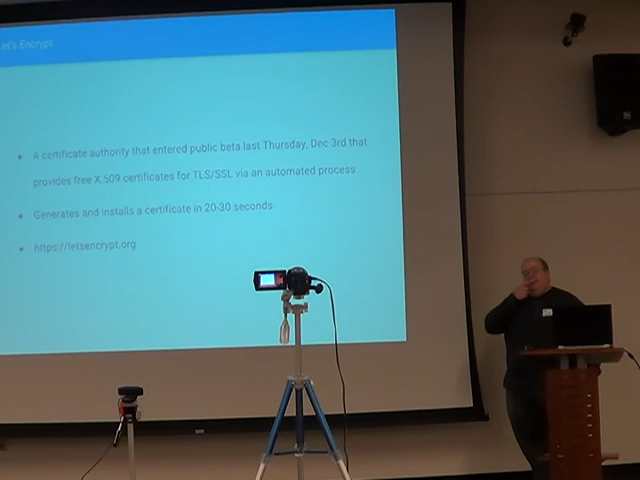 Let's Encrypt
A certificate authority that entered public beta last Thursday, Dec 3rd that
provides free X.509 certificates for TLS/SSL via an automated process
Generates and installs a certificate in 20-30 seconds
https://letsencrypt.org